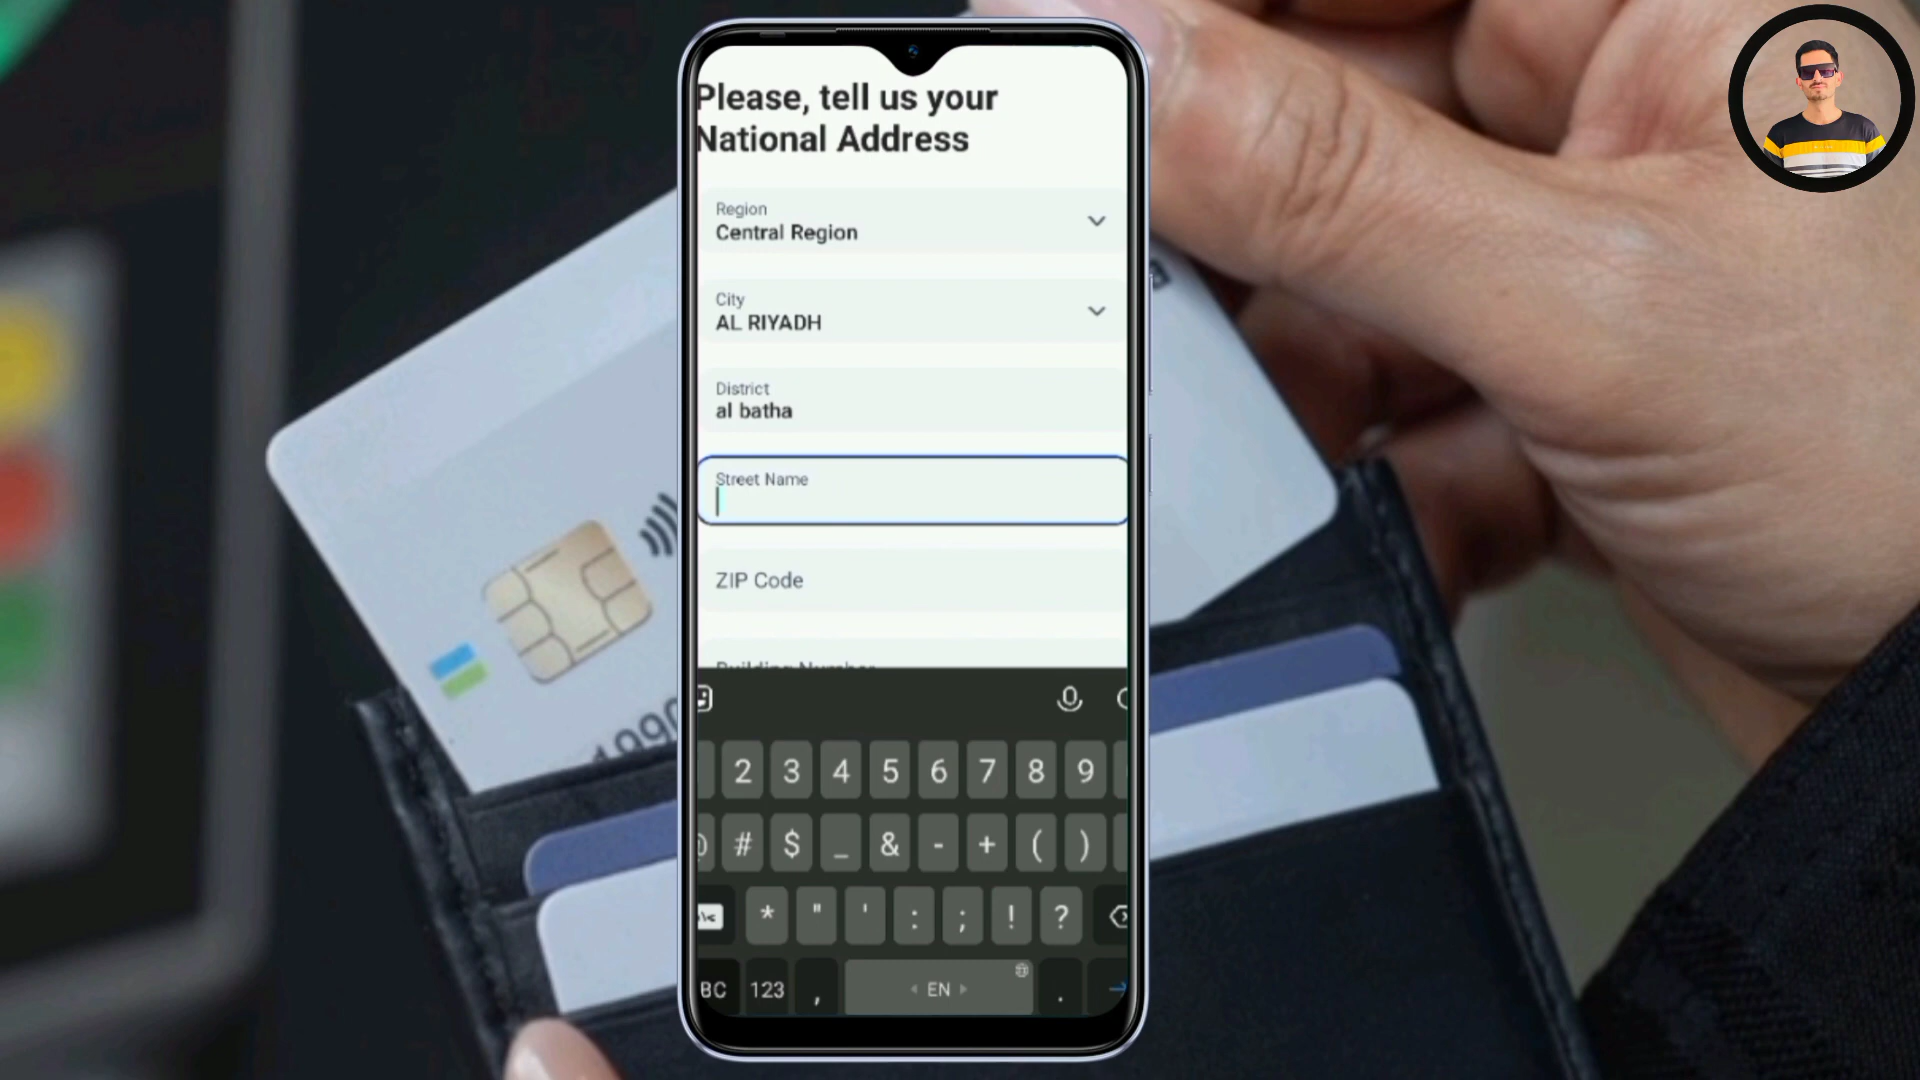 Please, tell us your
National Address
Region
Central Region
City
AL RIYADH
District
al batha
Street Name
ZIP Code
Building Number
2 3 4 5 6 7 8 9
# $ _ & - + ( )
* " ' : ; ! ?
BC 123 , EN .